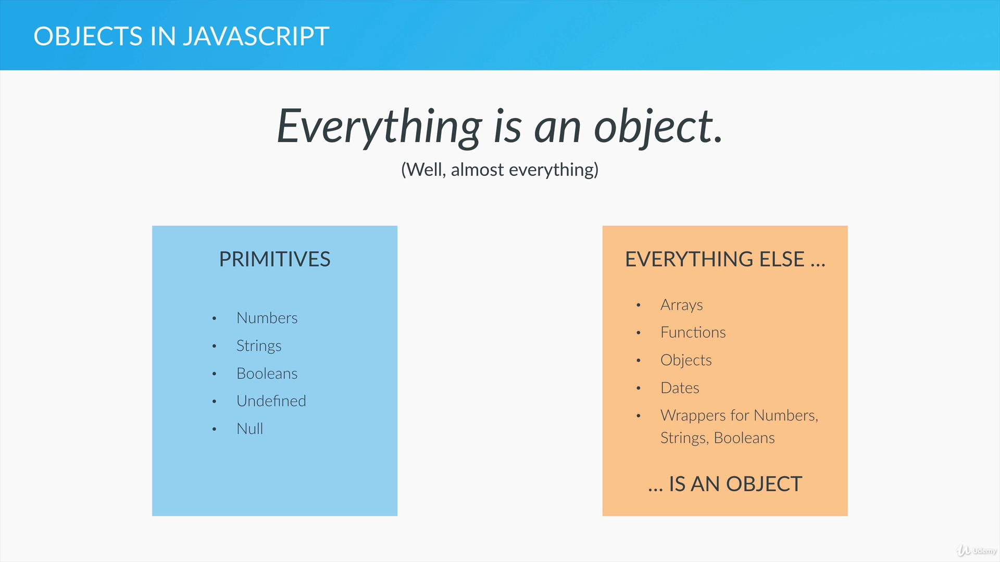 OBJECTS IN JAVASCRIPT
Everything is an object.
(Well, almost everything)
PRIMITIVES
• Numbers
• Strings
• Booleans
• Undefined
• Null
EVERYTHING ELSE ...
• Arrays
• Functions
• Objects
• Dates
• Wrappers for Numbers,
Strings, Booleans
... IS AN OBJECT
Udemy